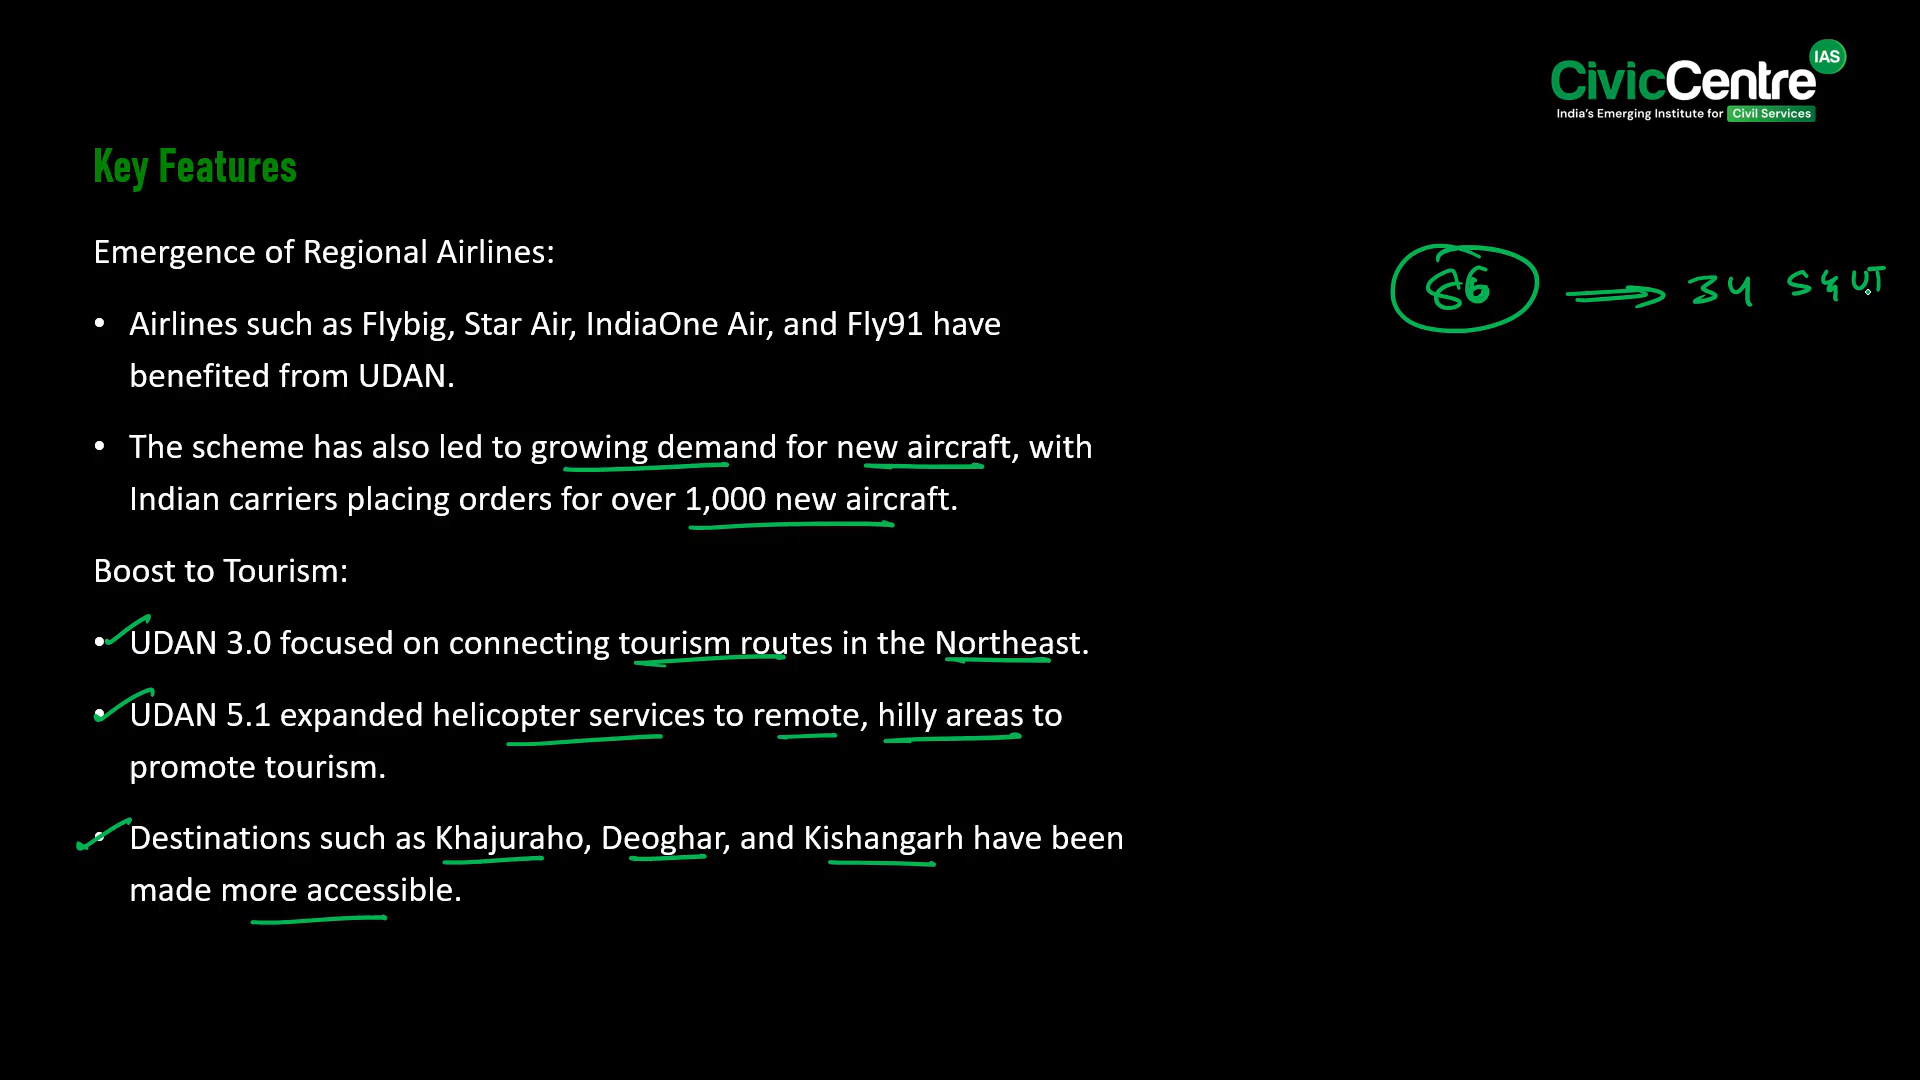 IAS
CivicCentre
India's Emerging Institute for Civil Services
Key Features
Emergence of Regional Airlines:
86 ⟹ 34 S & UT
• Airlines such as Flybig, Star Air, IndiaOne Air, and Fly91 have
benefited from UDAN.
• The scheme has also led to growing demand for new aircraft, with
Indian carriers placing orders for over 1,000 new aircraft.
Boost to Tourism:
• UDAN 3.0 focused on connecting tourism routes in the Northeast.
• UDAN 5.1 expanded helicopter services to remote, hilly areas to
promote tourism.
• Destinations such as Khajuraho, Deoghar, and Kishangarh have been
made more accessible.